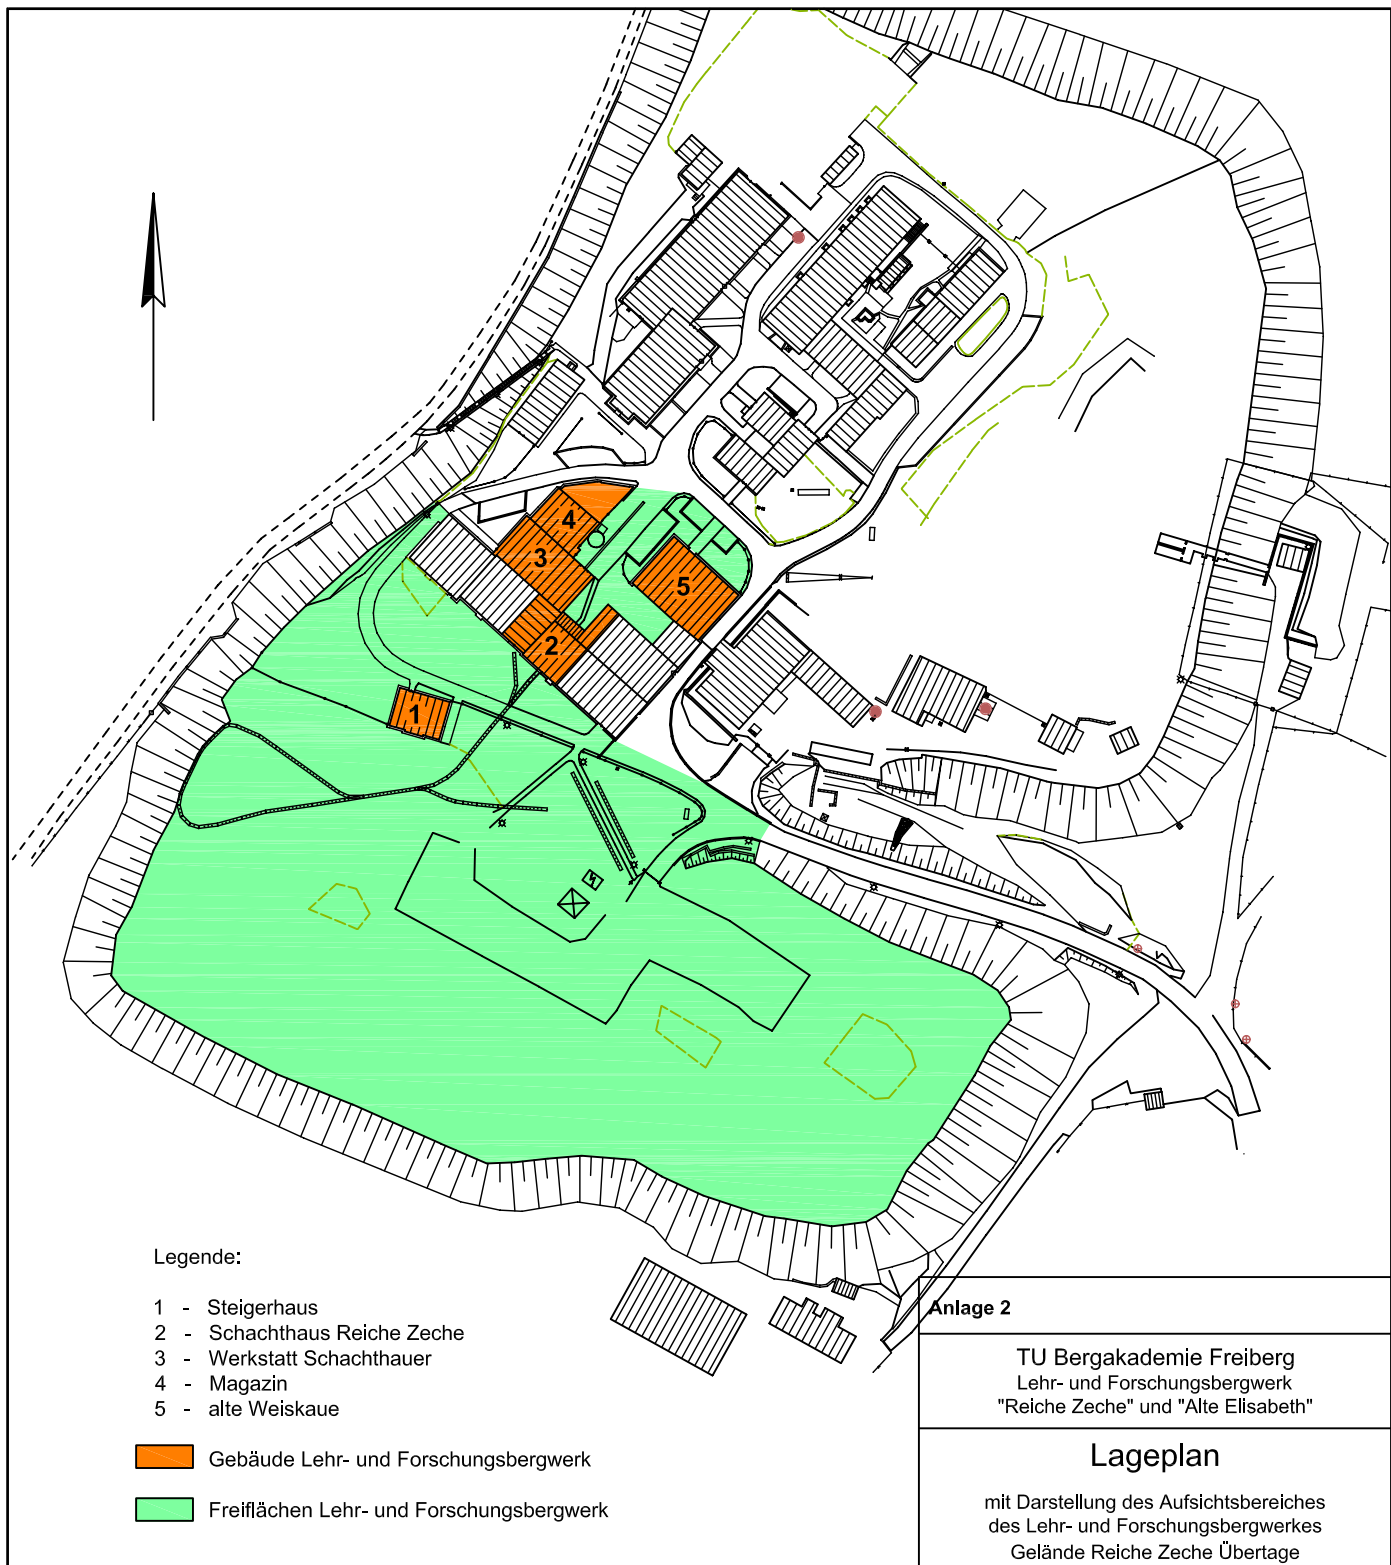 4
3
5
2
1
Legende:
1 - Steigerhaus
2 - Schachthaus Reiche Zeche
3 - Werkstatt Schachthauer
4 - Magazin
5 - alte Weiskaue
Gebäude Lehr- und Forschungsbergwerk
Freiflächen Lehr- und Forschungsbergwerk
Anlage 2
TU Bergakademie Freiberg
Lehr- und Forschungsbergwerk
"Reiche Zeche" und "Alte Elisabeth"
Lageplan
mit Darstellung des Aufsichtsbereiches
des Lehr- und Forschungsbergwerkes
Gelände Reiche Zeche Übertage